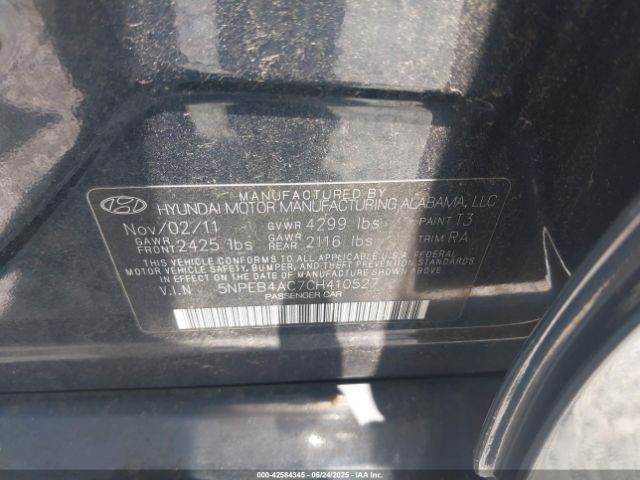 MANUFACTURED BY
HYUNDAI MOTOR MANUFACTURING ALABAMA, LLC
Nov/02/11 GVWR 4299 lbs PAINT T3
GAWR FRONT 2425 lbs GAWR REAR 2116 lbs TRIM RA
THIS VEHICLE CONFORMS TO ALL APPLICABLE U.S.A. FEDERAL
MOTOR VEHICLE SAFETY, BUMPER, AND THEFT PREVENTION
STANDARDS IN EFFECT ON THE DATE OF MANUFACTURE SHOWN ABOVE.
V.I.N 5NPEB4AC7CH410527
PASSENGER CAR
000-42584345 - 06/24/2025 - IAAI.COM